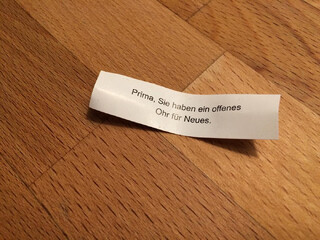 Prima, Sie haben ein offenes
Ohr für Neues.